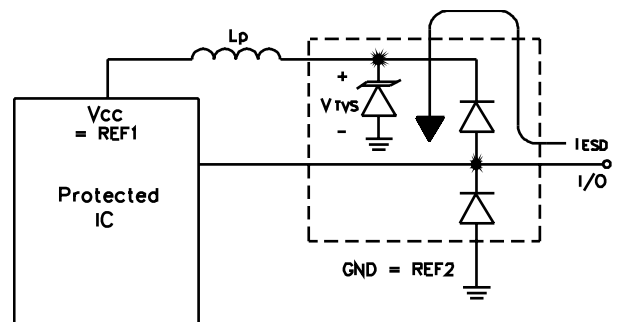 Lp
VCC
= REF1
+
VTVS
-
IESD
I/O
Protected
IC
GND = REF2